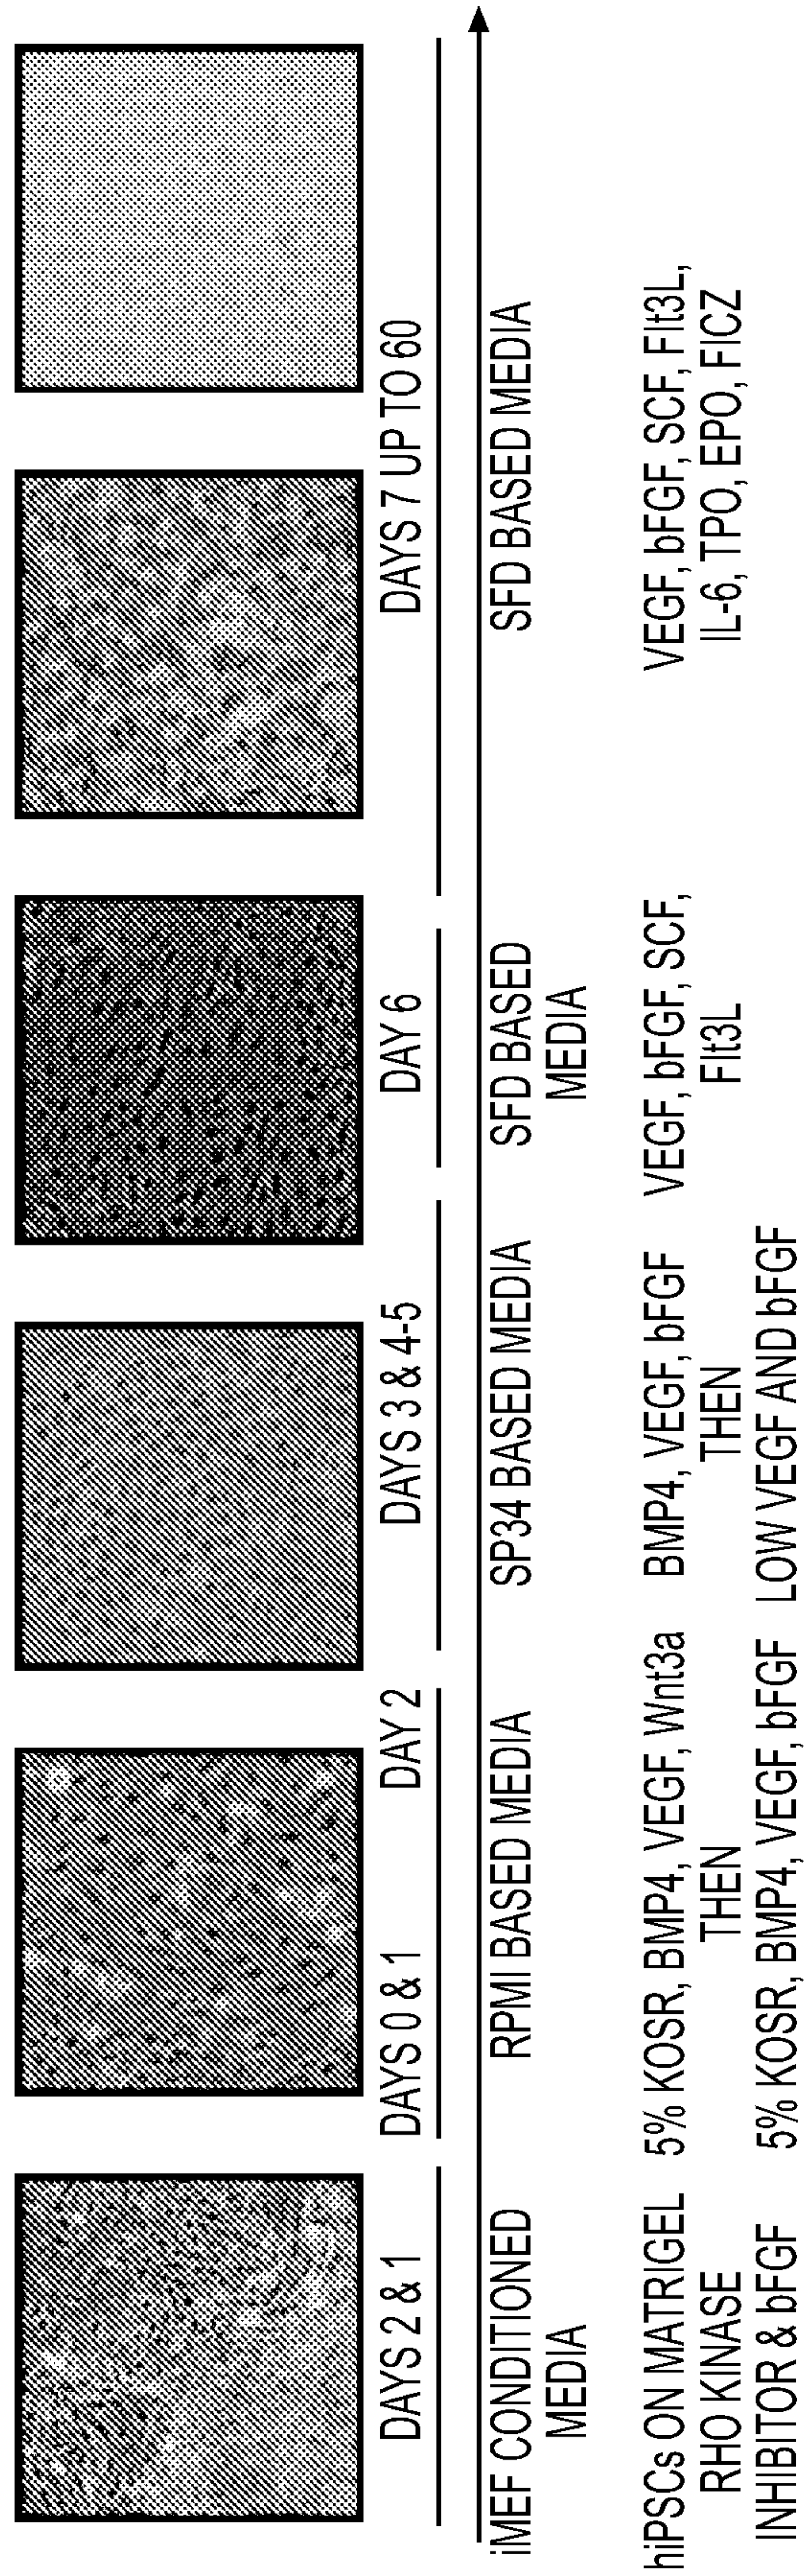 DAYS 2 & 1
DAYS 0 & 1
DAY 2
DAYS 3 & 4-5
DAY 6
DAYS 7 UP TO 60
iMEF CONDITIONED
MEDIA
RPMI BASED MEDIA
SP34 BASED MEDIA
SFD BASED
MEDIA
SFD BASED MEDIA
hiPSCs ON MATRIGEL
RHO KINASE
INHIBITOR & bFGF
5% KOSR, BMP4, VEGF, Wnt3a
THEN
5% KOSR, BMP4, VEGF, bFGF
BMP4, VEGF, bFGF
THEN
LOW VEGF AND bFGF
VEGF, bFGF, SCF,
Flt3L
VEGF, bFGF, SCF, Flt3L,
IL-6, TPO, EPO, FICZ